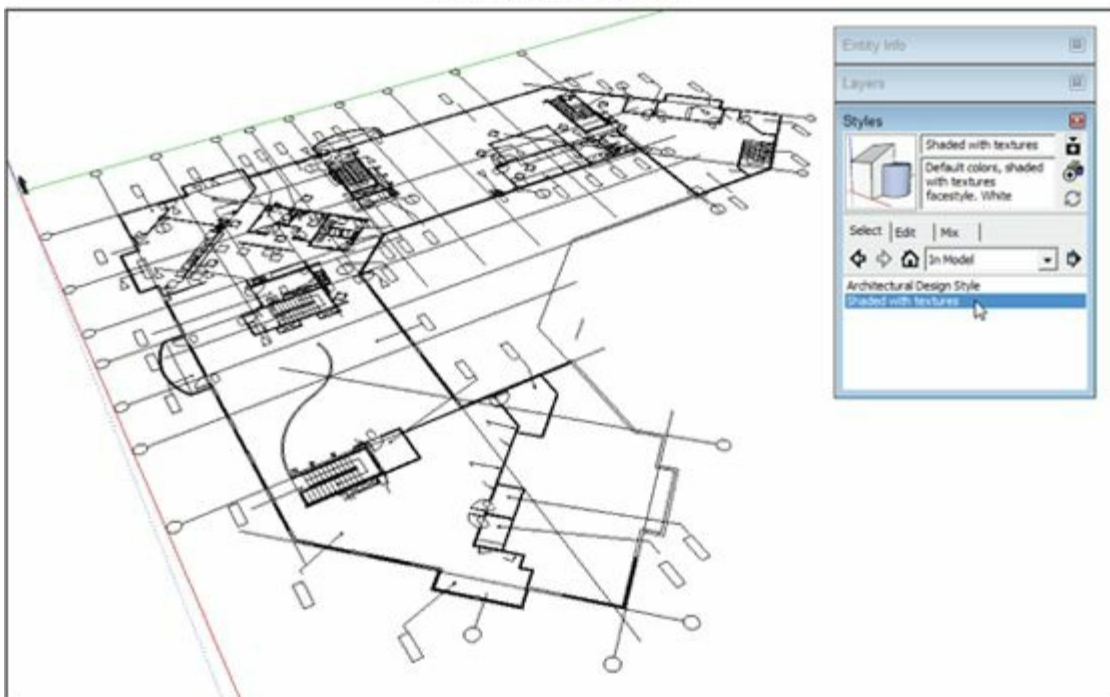 Entity Info
Layers
Styles
Shaded with textures
Default colors, shaded
with textures
facestyle. White
Select
Edit
Mix
In Model
Architectural Design Style
Shaded with textures